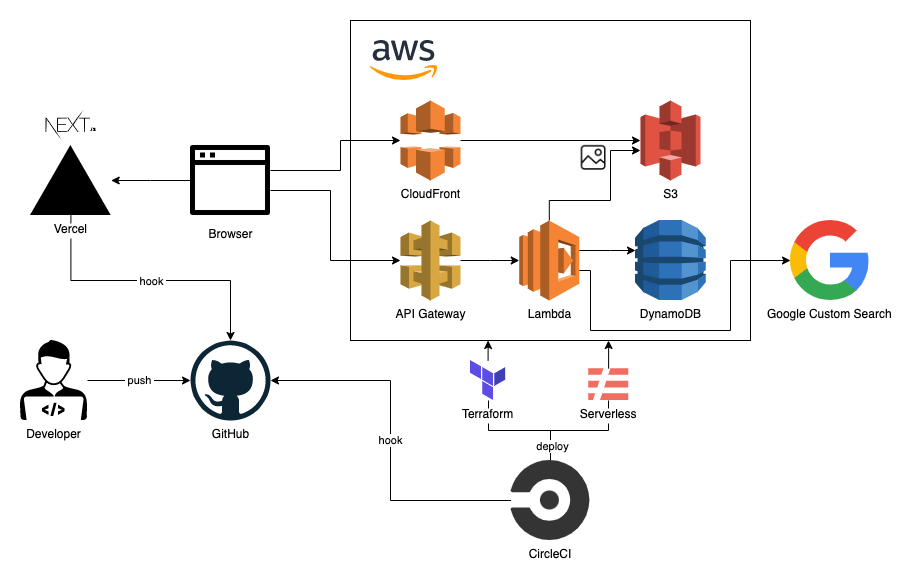 aws
NEXT.JS
CloudFront
S3
Vercel
Browser
API Gateway
Lambda
DynamoDB
Google Custom Search
hook
push
</>
Developer
GitHub
Terraform
Serverless
hook
deploy
CircleCI